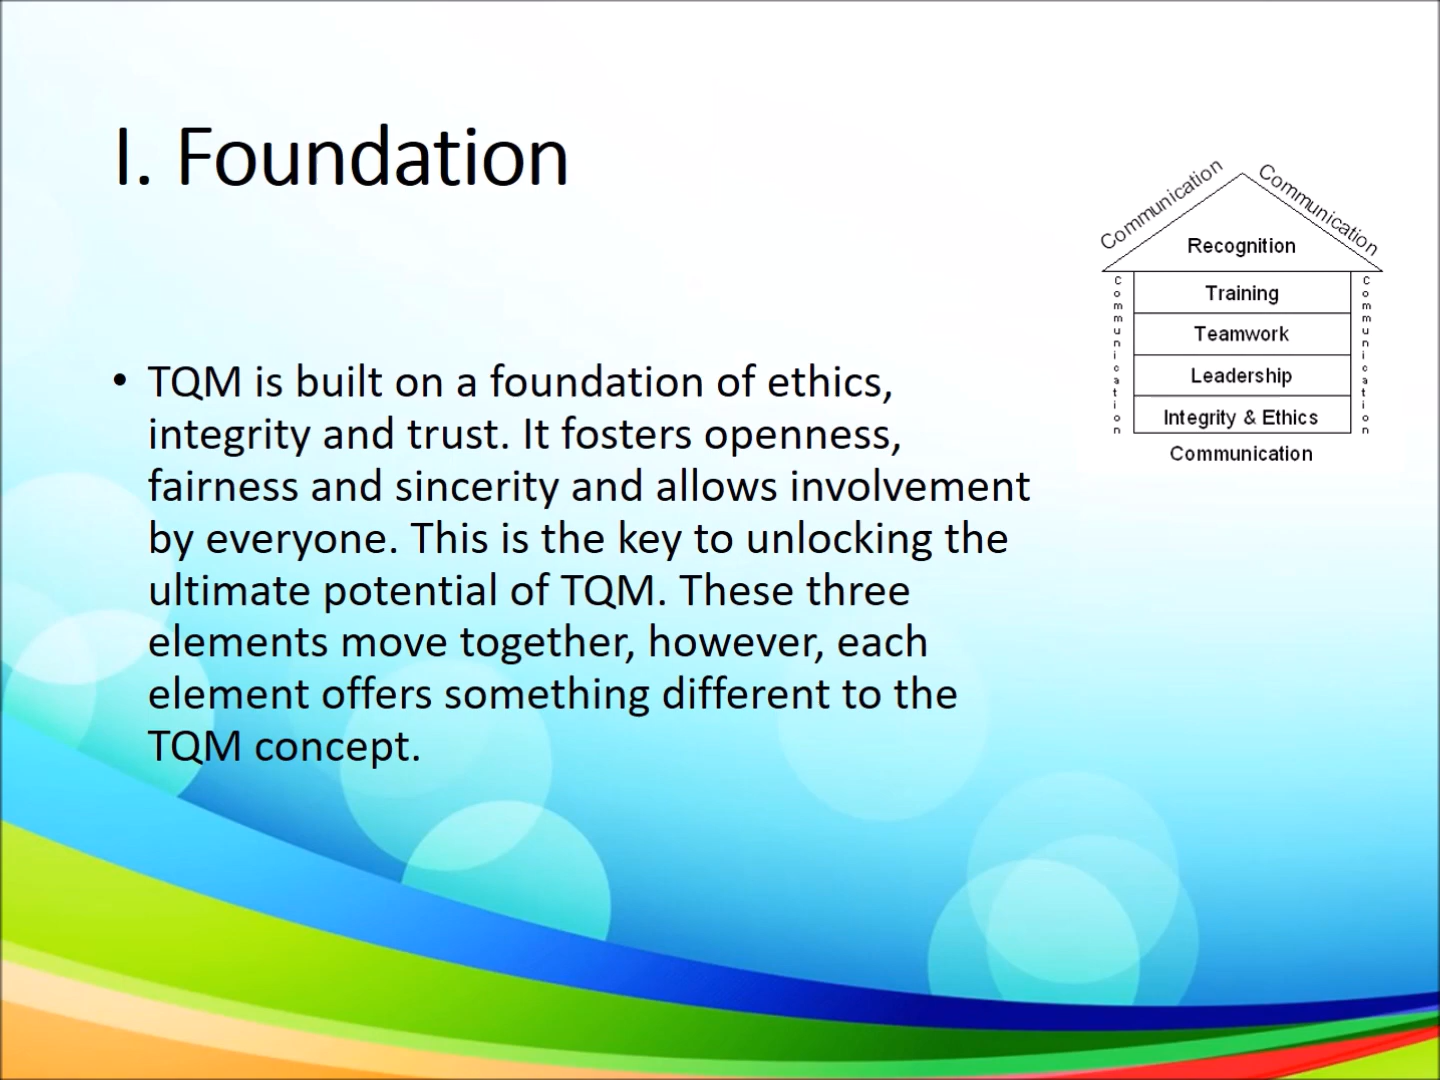 I. Foundation
• TQM is built on a foundation of ethics,
integrity and trust. It fosters openness,
fairness and sincerity and allows involvement
by everyone. This is the key to unlocking the
ultimate potential of TQM. These three
elements move together, however, each
element offers something different to the
TQM concept.
Communication
Communication
Recognition
Communication
Training
Teamwork
Leadership
Integrity & Ethics
Communication
Communication